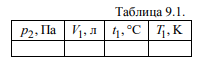 Таблица 9.1.
p₂, Па V₁, л t₁, °C T₁, K